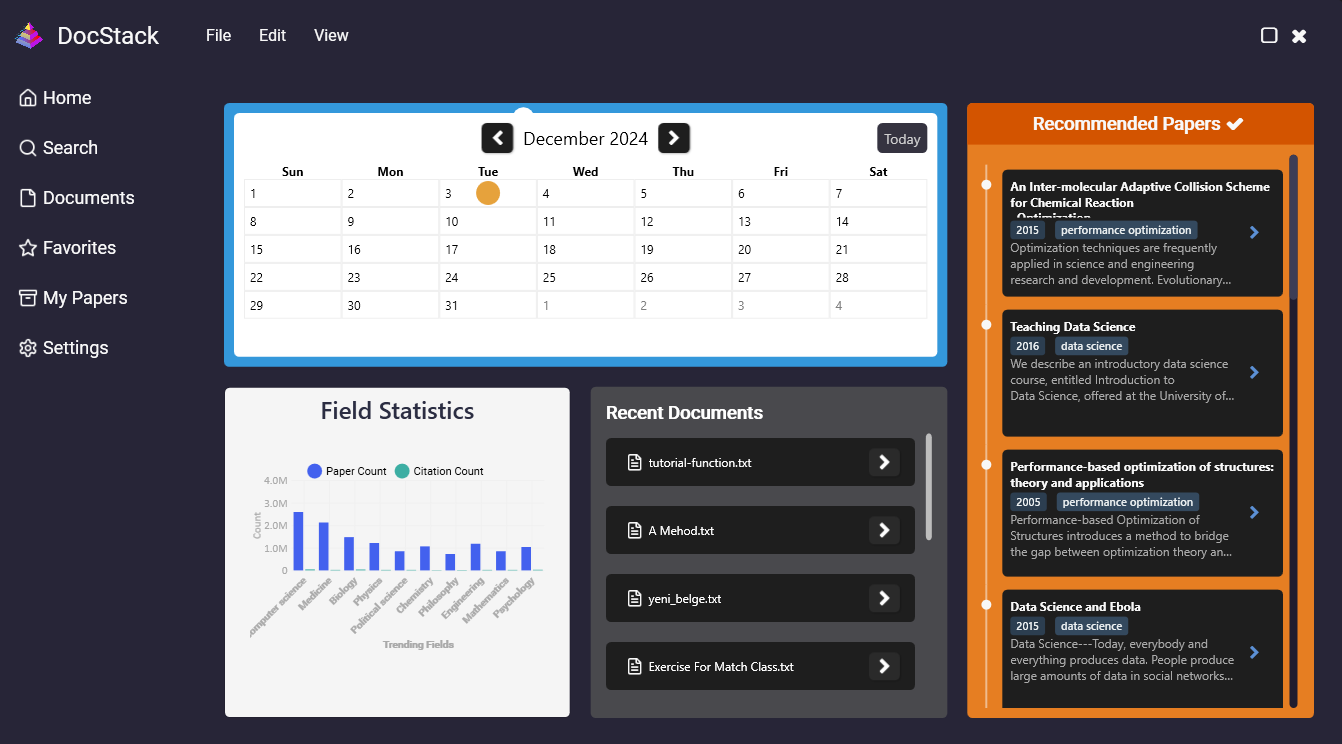 DocStack
File Edit View
Home
Search
Documents
Favorites
My Papers
Settings
December 2024
Today
Sun Mon Tue Wed Thu Fri Sat
1 2 3 4 5 6 7
8 9 10 11 12 13 14
15 16 17 18 19 20 21
22 23 24 25 26 27 28
29 30 31 1 2 3 4
Field Statistics
Paper Count Citation Count
4.0M
3.0M
2.0M
1.0M
0
Count
omputer science
Medicine
Biology
Physics
Political science
Chemistry
Philosophy
Engineering
Mathematics
Psychology
Trending Fields
Recent Documents
tutorial-function.txt
A Mehod.txt
yeni_belge.txt
Exercise For Match Class.txt
Recommended Papers
An Inter-molecular Adaptive Collision Scheme
for Chemical Reaction
Optimization
2015 performance optimization
Optimization techniques are frequently
applied in science and engineering
research and development. Evolutionary...
Teaching Data Science
2016 data science
We describe an introductory data science
course, entitled Introduction to
Data Science, offered at the University of...
Performance-based optimization of structures:
theory and applications
2005 performance optimization
Performance-based Optimization of
Structures introduces a method to bridge
the gap between optimization theory an...
Data Science and Ebola
2015 data science
Data Science---Today, everybody and
everything produces data. People produce
large amounts of data in social networks...